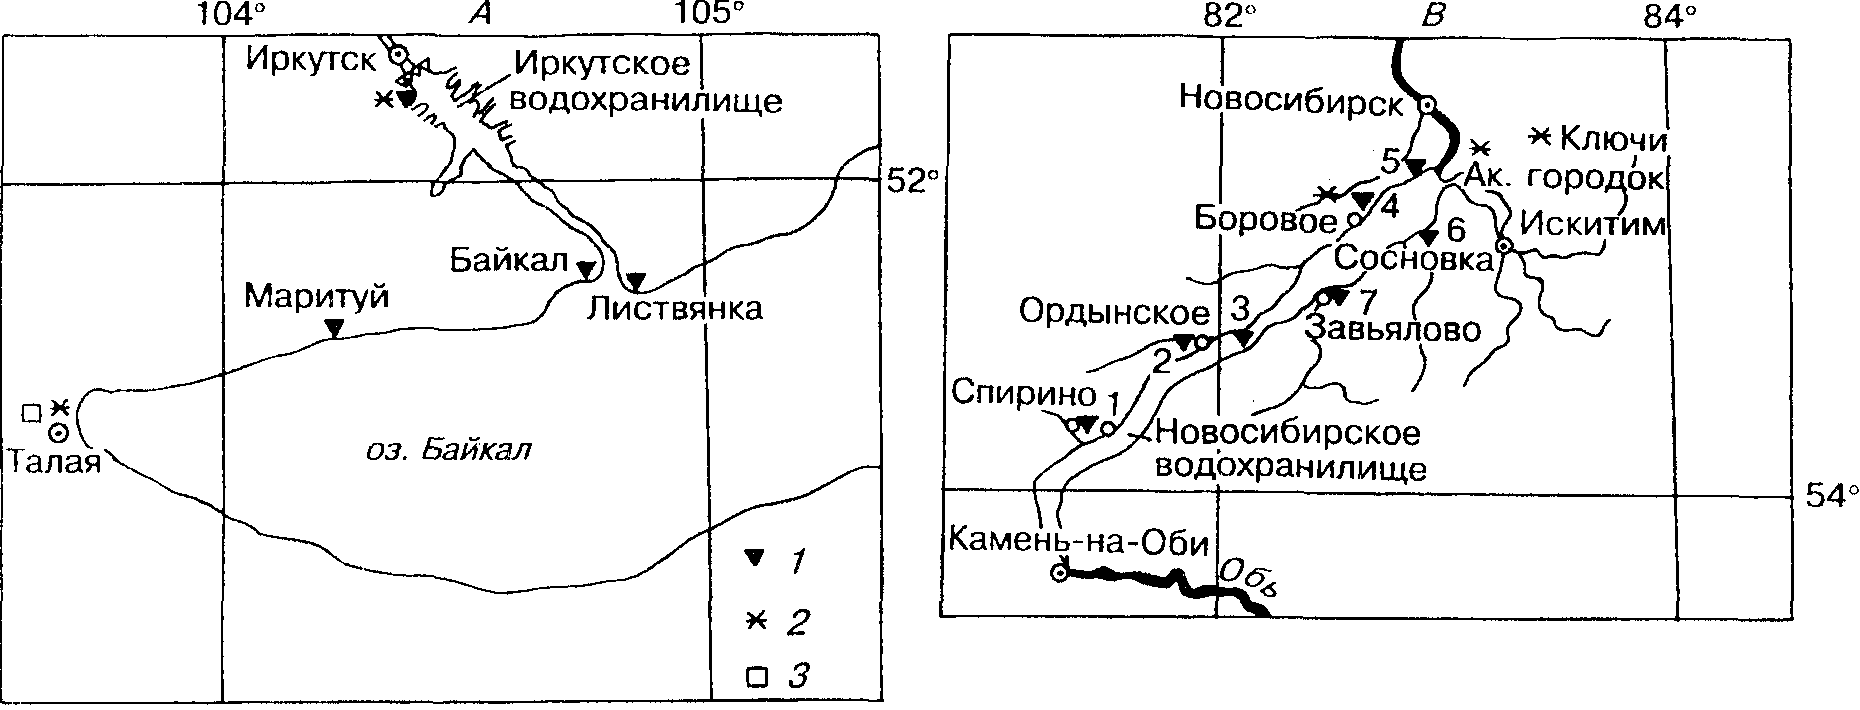 104° А 105°
Иркутск
Иркутское
водохранилище
52°
Байкал
Маритуй
Листвянка
Талая
оз. Байкал
1
2
3
82° В 84°
Новосибирск
Ключи
5
Ак. городок
4
Боровое
6
Искитим
Сосновка
3
7
Ордынское
Завьялово
2
Спирино
1
Новосибирское
водохранилище
54°
Камень-на-Оби
Обь